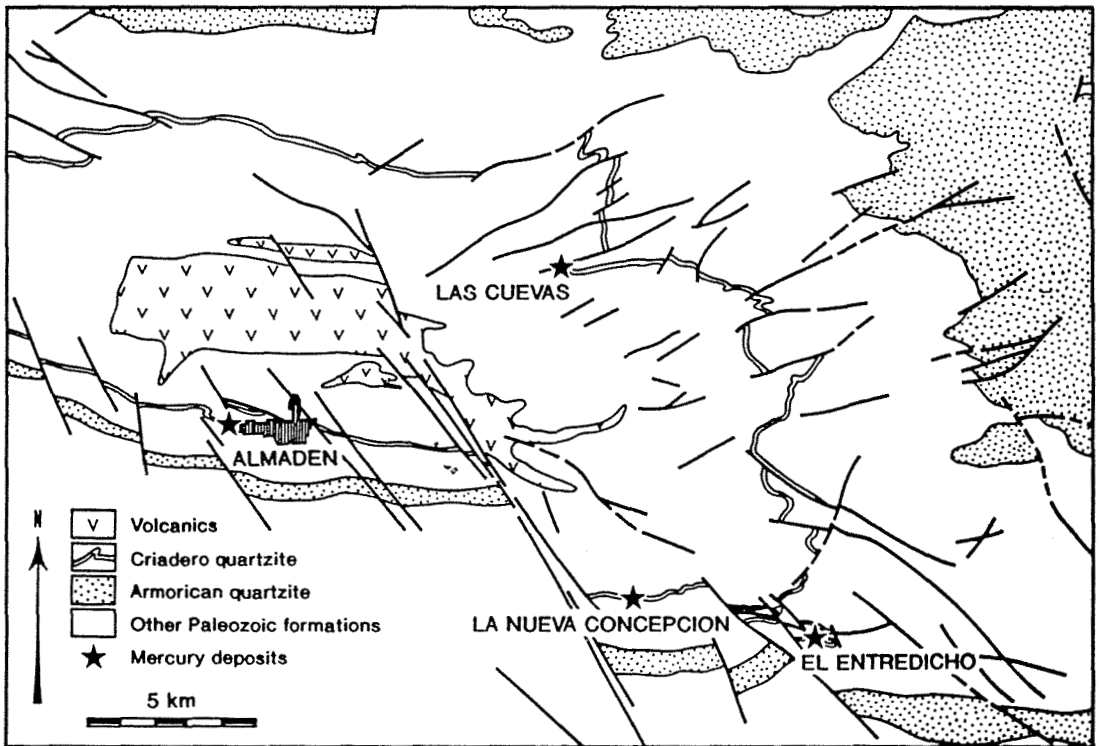 LAS CUEVAS
ALMADEN
N
V Volcanics
Criadero quartzite
Armorican quartzite
Other Paleozoic formations
Mercury deposits
5 km
LA NUEVA CONCEPCION
EL ENTREDICHO